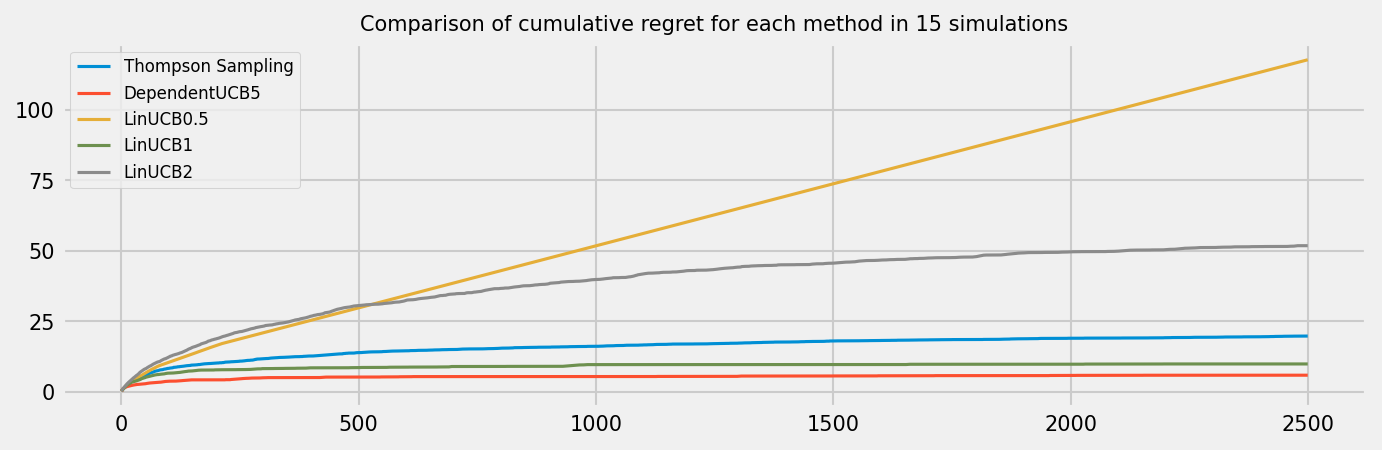 Comparison of cumulative regret for each method in 15 simulations
Thompson Sampling
DependentUCB5
LinUCB0.5
LinUCB1
LinUCB2
100
75
50
25
0
0 500 1000 1500 2000 2500